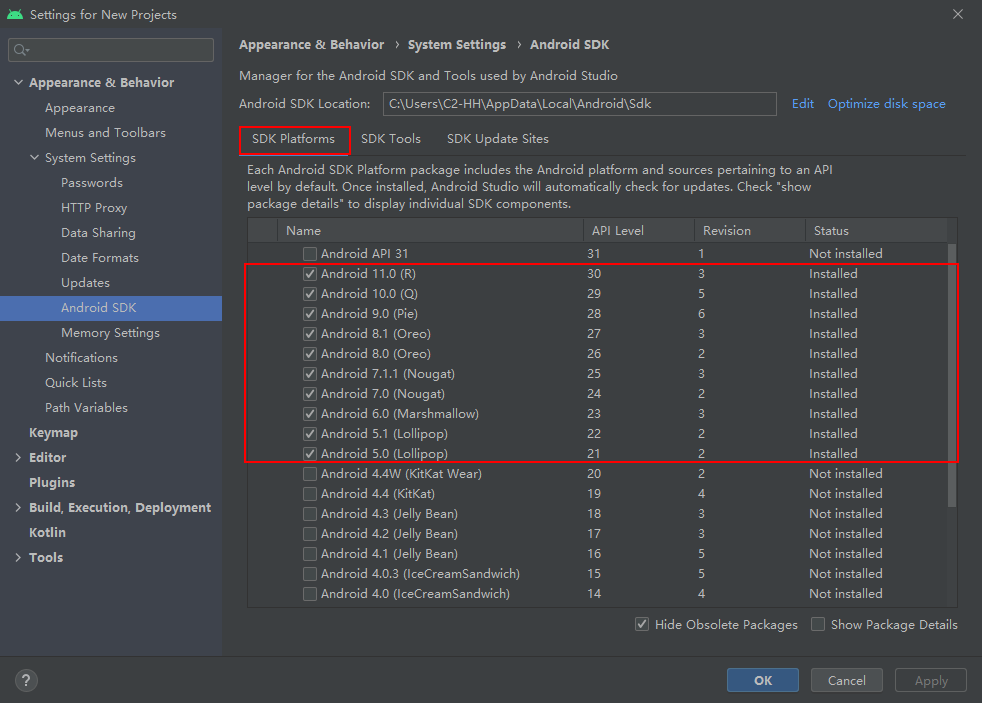 Settings for New Projects
Appearance & Behavior
Appearance
Menus and Toolbars
System Settings
Passwords
HTTP Proxy
Data Sharing
Date Formats
Updates
Android SDK
Memory Settings
Notifications
Quick Lists
Path Variables
Keymap
Editor
Plugins
Build, Execution, Deployment
Kotlin
Tools
Appearance & Behavior › System Settings › Android SDK
Manager for the Android SDK and Tools used by Android Studio
Android SDK Location: C:\Users\C2-HH\AppData\Local\Android\Sdk Edit Optimize disk space
SDK Platforms SDK Tools SDK Update Sites
Each Android SDK Platform package includes the Android platform and sources pertaining to an API
level by default. Once installed, Android Studio will automatically check for updates. Check "show
package details" to display individual SDK components.
Name API Level Revision Status
Android API 31 31 1 Not installed
Android 11.0 (R) 30 3 Installed
Android 10.0 (Q) 29 5 Installed
Android 9.0 (Pie) 28 6 Installed
Android 8.1 (Oreo) 27 3 Installed
Android 8.0 (Oreo) 26 2 Installed
Android 7.1.1 (Nougat) 25 3 Installed
Android 7.0 (Nougat) 24 2 Installed
Android 6.0 (Marshmallow) 23 3 Installed
Android 5.1 (Lollipop) 22 2 Installed
Android 5.0 (Lollipop) 21 2 Installed
Android 4.4W (KitKat Wear) 20 2 Not installed
Android 4.4 (KitKat) 19 4 Not installed
Android 4.3 (Jelly Bean) 18 3 Not installed
Android 4.2 (Jelly Bean) 17 3 Not installed
Android 4.1 (Jelly Bean) 16 5 Not installed
Android 4.0.3 (IceCreamSandwich) 15 5 Not installed
Android 4.0 (IceCreamSandwich) 14 4 Not installed
Hide Obsolete Packages Show Package Details
? OK Cancel Apply